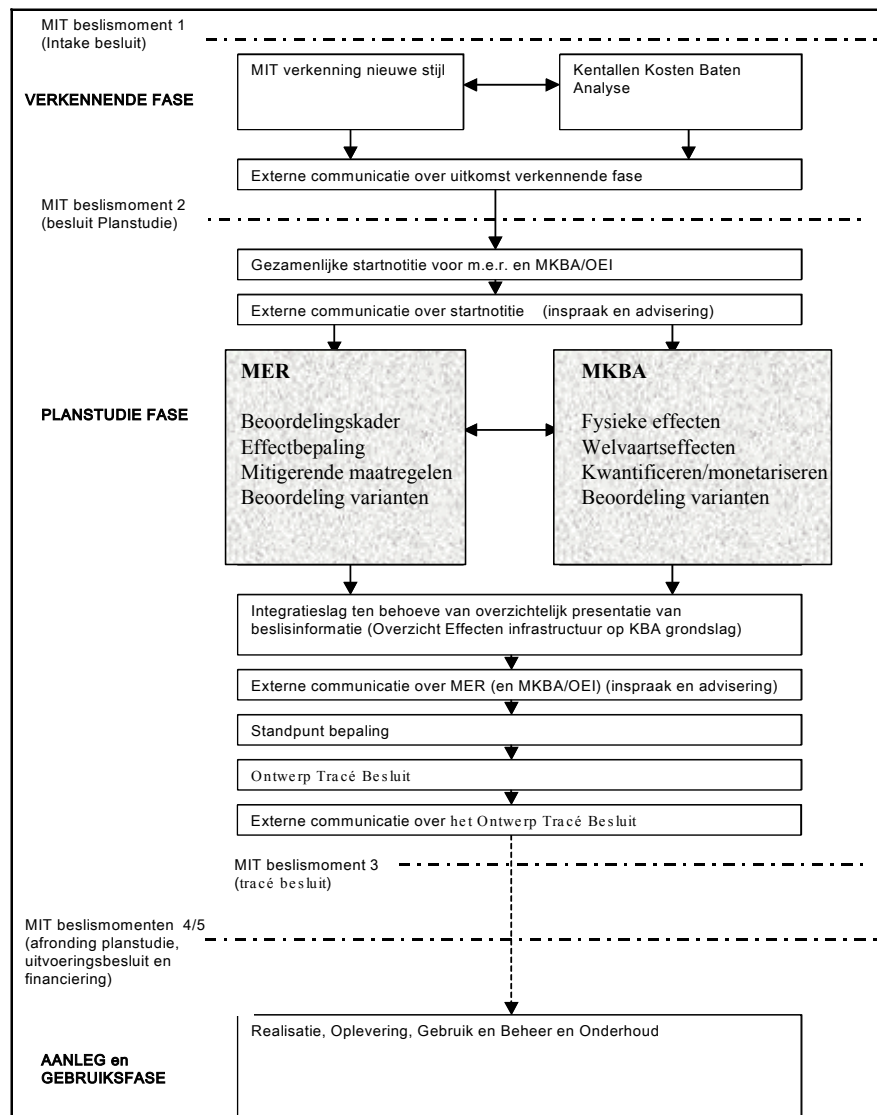 MIT beslismoment 1
(Intake besluit)
MIT verkenning nieuwe stijl
Kentallen Kosten Baten
Analyse
VERKENNENDE FASE
Externe communicatie over uitkomst verkennende fase
MIT beslismoment 2
(besluit Planstudie)
Gezamenlijke startnotitie voor m.e.r. en MKBA/OEI
Externe communicatie over startnotitie (inspraak en advisering)
MER
Beoordelingskader
Effectbepaling
Mitigerende maatregelen
Beoordeling varianten
MKBA
Fysieke effecten
Welvaartseffecten
Kwantificeren/monetariseren
Beoordeling varianten
PLANSTUDIE FASE
Integratieslag ten behoeve van overzichtelijk presentatie van
beslisinformatie (Overzicht Effecten infrastructuur op KBA grondslag)
Externe communicatie over MER (en MKBA/OEI) (inspraak en advisering)
Standpunt bepaling
Ontwerp Tracé Besluit
Externe communicatie over het Ontwerp Tracé Besluit
MIT beslismoment 3
(tracé besluit)
MIT beslismomenten 4/5
(afronding planstudie,
uitvoeringsbesluit en
financiering)
Realisatie, Oplevering, Gebruik en Beheer en Onderhoud
AANLEG en
GEBRUIKSFASE